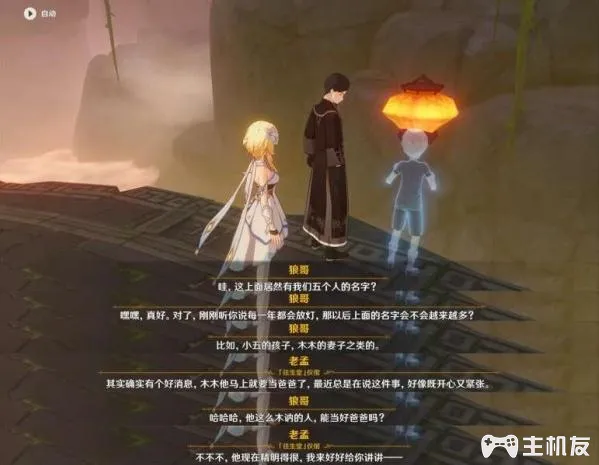 自动
狼哥
哇，这上面居然有我们五个人的名字？
狼哥
嘿嘿，真好。对了，刚刚听你说每一年都会放灯，那以后上面的名字会不会越来越多？
狼哥
比如，小五的孩子，木木的妻子之类的。
老孟
「往生堂」仪倌
其实确实有个好消息，木木他马上就要当爸爸了，最近总是在说这件事，好像既开心又紧张。
狼哥
哈哈哈，他这么木讷的人，能当好爸爸吗？
老孟
「往生堂」仪倌
不不不，他现在精明得很，我来好好给你讲讲——
主机友